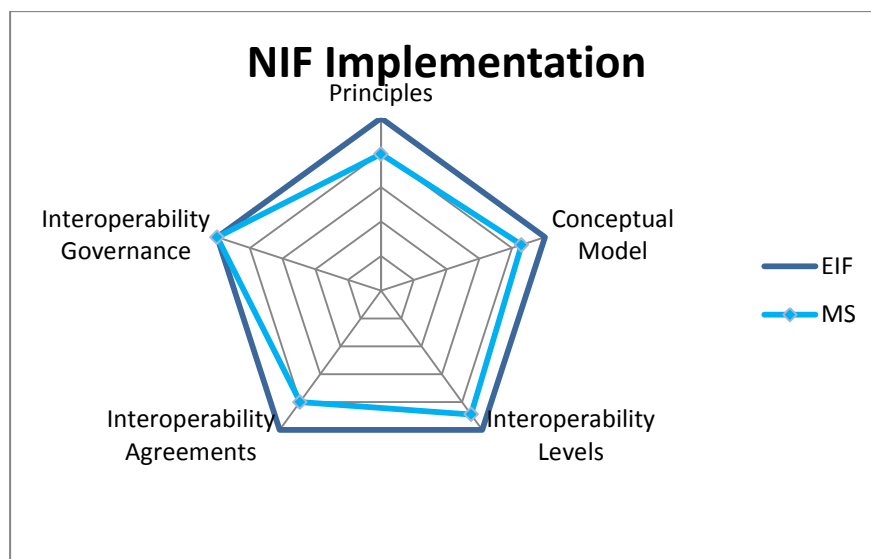 NIF Implementation
Principles
Interoperability
Governance
Conceptual
Model
EIF
MS
Interoperability
Agreements
Interoperability
Levels